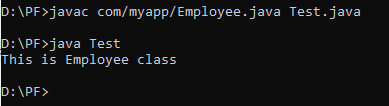 D:\PF>javac com/myapp/Employee.java Test.java
D:\PF>java Test
This is Employee class
D:\PF>